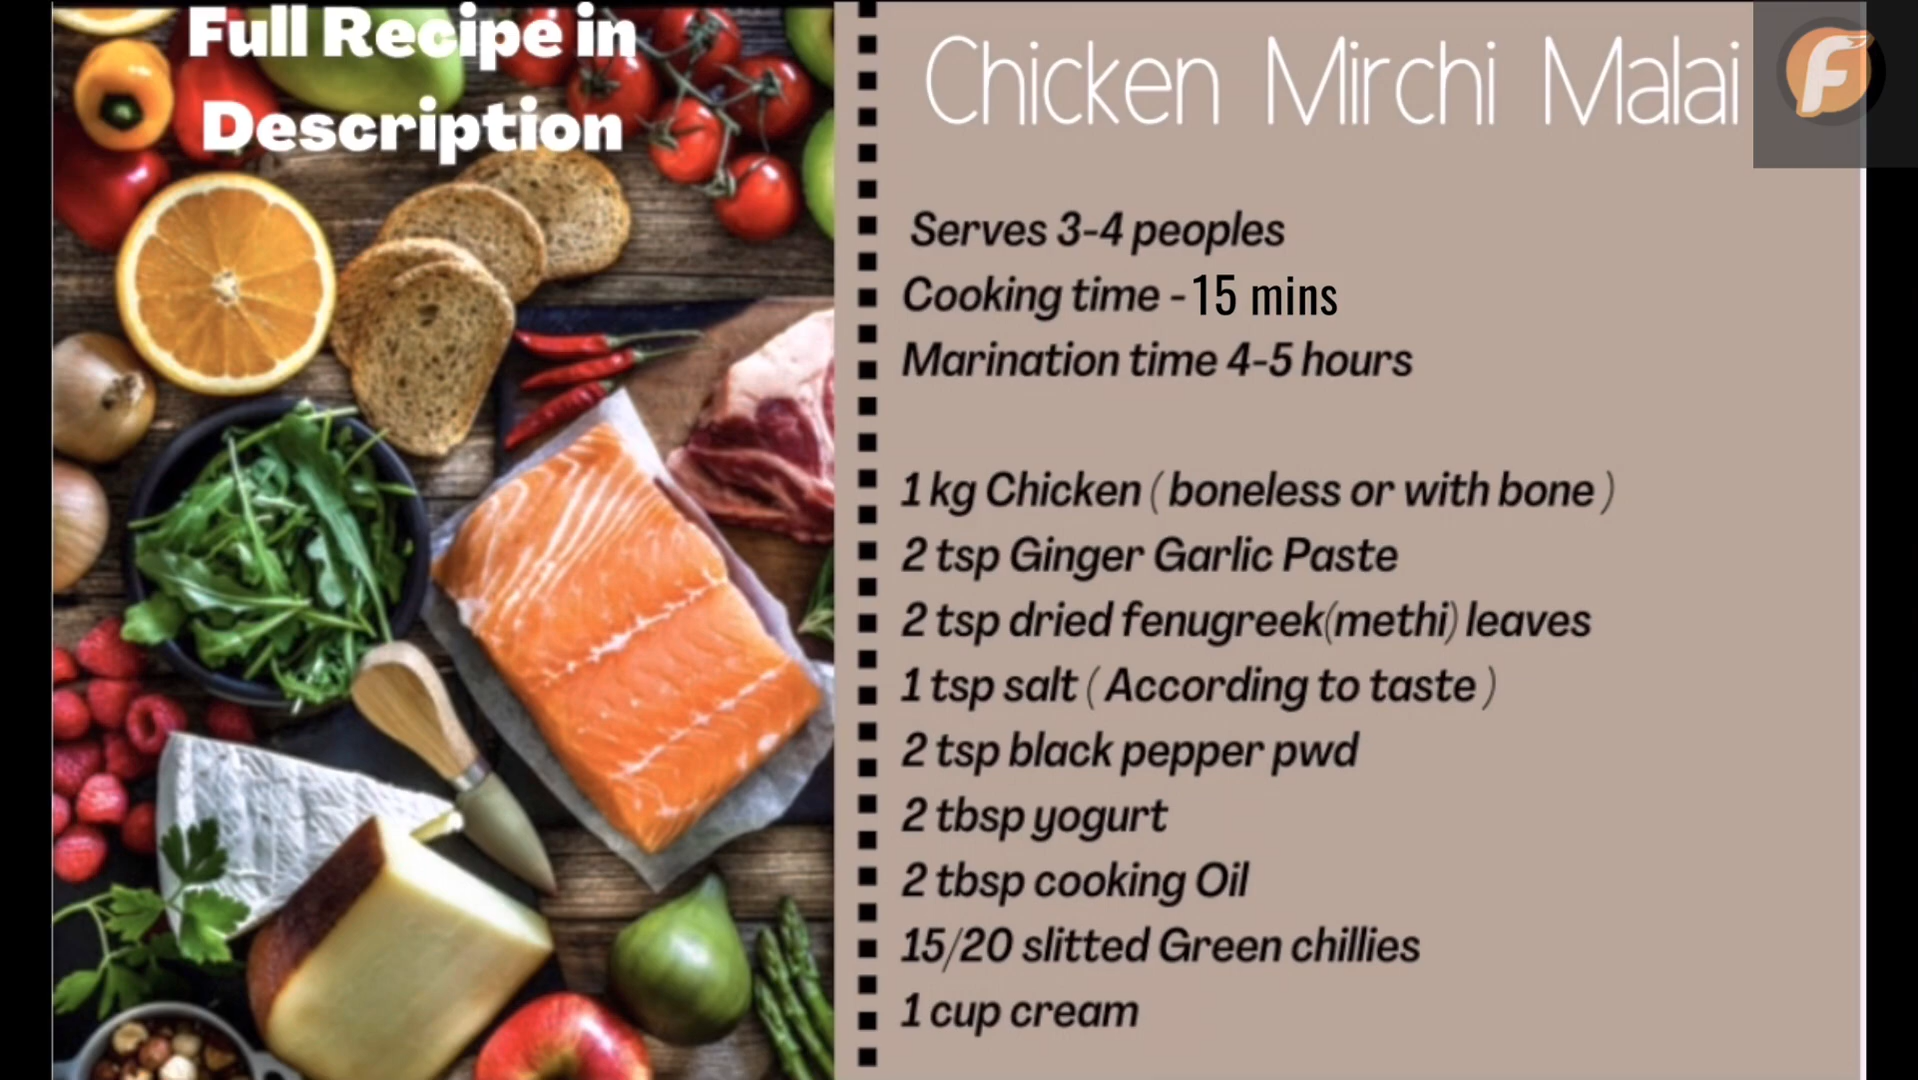 Full Recipe in
Description
Chicken Mirchi Malai
F
Serves 3-4 peoples
Cooking time - 15 mins
Marination time 4-5 hours
1 kg Chicken ( boneless or with bone )
2 tsp Ginger Garlic Paste
2 tsp dried fenugreek(methi) leaves
1 tsp salt ( According to taste )
2 tsp black pepper pwd
2 tbsp yogurt
2 tbsp cooking Oil
15/20 slitted Green chillies
1 cup cream